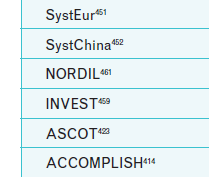 SystEur451
SystChina452
NORDIL461
INVEST459
ASCOT423
ACCOMPLISH414